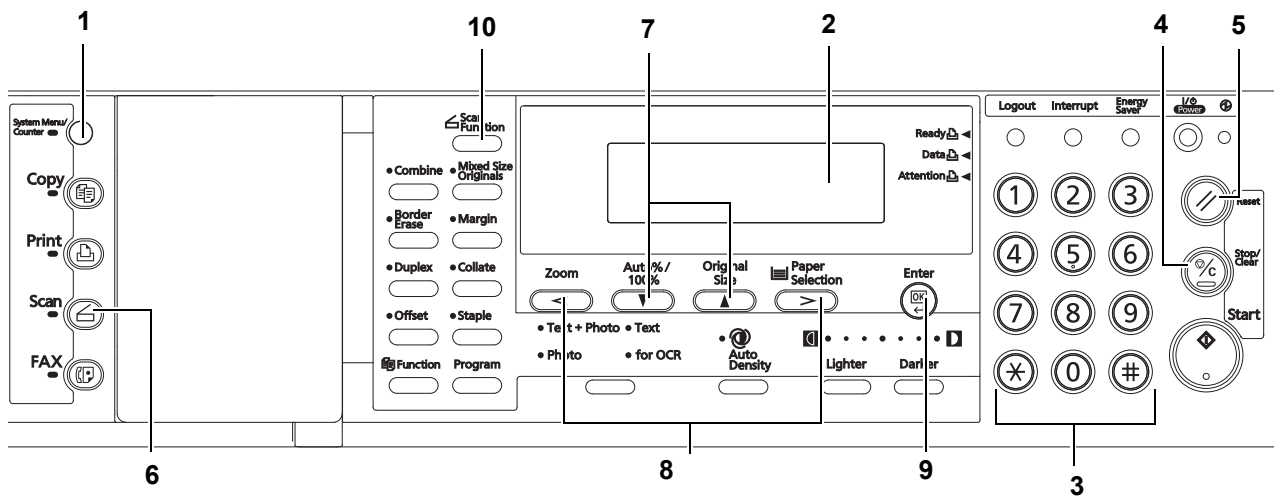 1
10
7
2
4
5
System Menu/
Counter
Copy
Print
Scan
FAX
Scan
Function
Combine
Mixed Size
Originals
Border
Erase
Margin
Duplex
Collate
Offset
Staple
Function
Program
Ready
Data
Attention
Zoom
Auto% /
100%
Original
Size
Paper
Selection
Enter
OK
Text + Photo
Text
Photo
for OCR
Auto
Density
Lighter
Darker
Logout
Interrupt
Energy
Saver
Power
1
2
3
4
5
6
7
8
9
*
0
#
Reset
Stop/
Clear
/C
Start
6
8
9
3